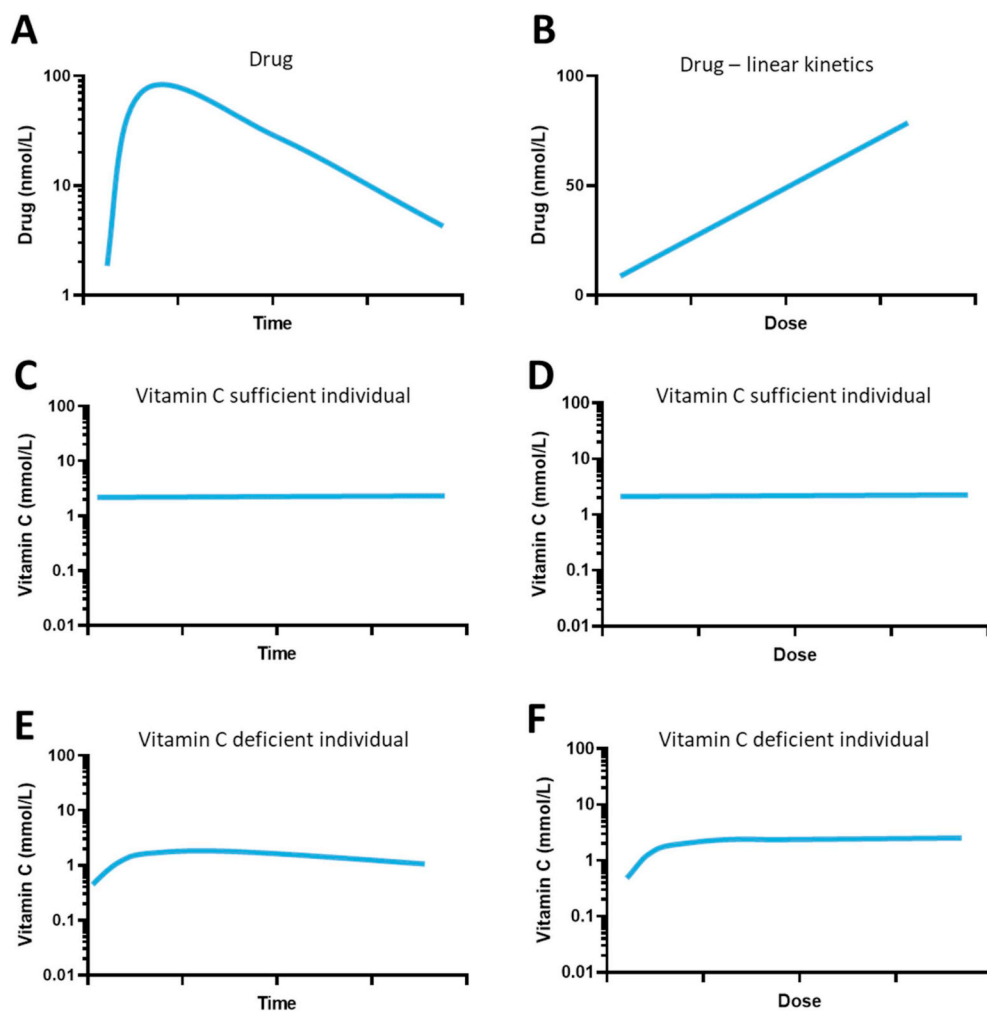 A
Drug
Drug (nmol/L)
100
10
1
Time
B
Drug – linear kinetics
Drug (nmol/L)
100
50
0
Dose
C
Vitamin C sufficient individual
Vitamin C (mmol/L)
100
10
1
0.1
0.01
Time
D
Vitamin C sufficient individual
Vitamin C (mmol/L)
100
10
1
0.1
0.01
Dose
E
Vitamin C deficient individual
Vitamin C (mmol/L)
100
10
1
0.1
0.01
Time
F
Vitamin C deficient individual
Vitamin C (mmol/L)
100
10
1
0.1
0.01
Dose